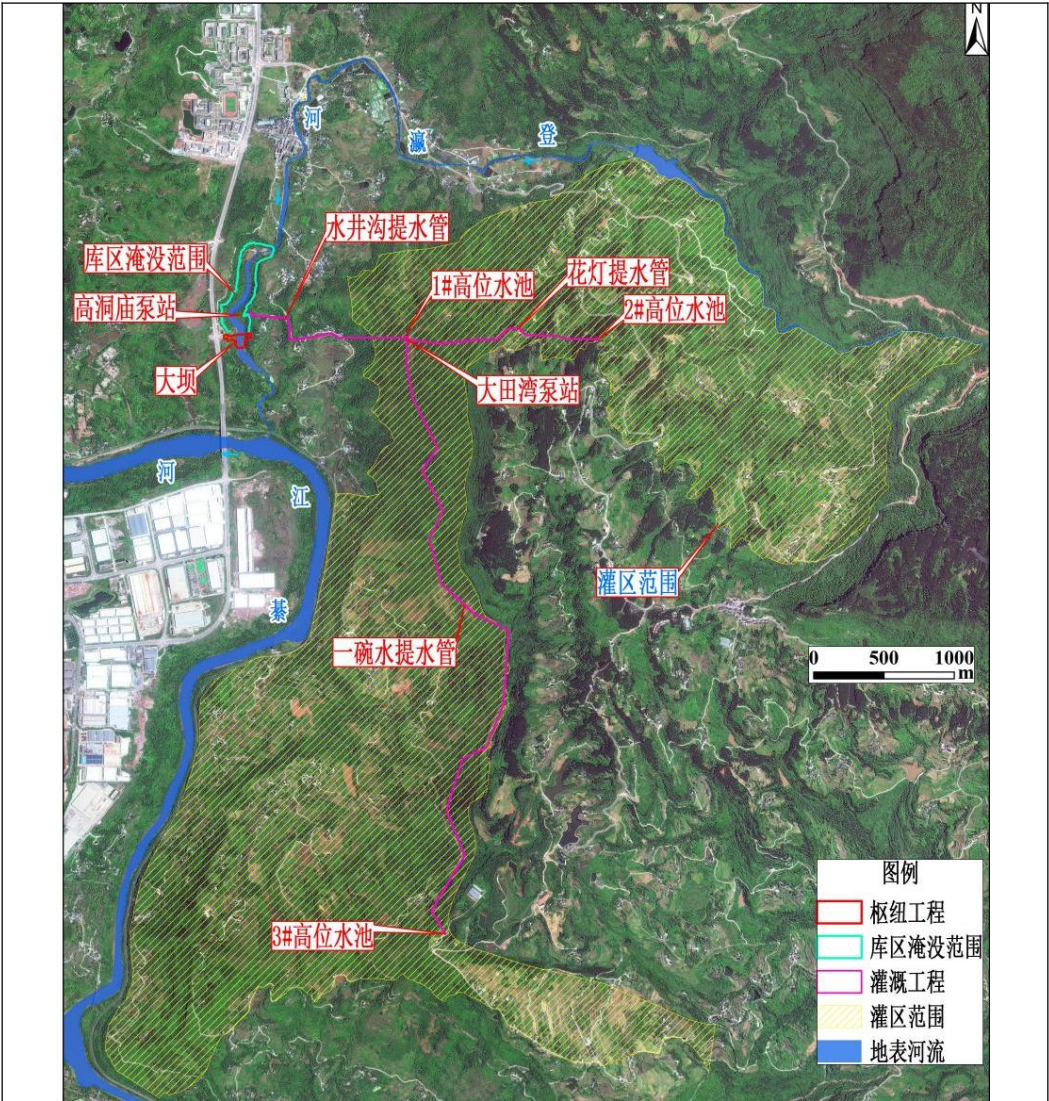 N
河
瀛
登
水井沟提水管
库区淹没范围
1#高位水池
花灯提水管
高洞庙泵站
2#高位水池
大坝
大田湾泵站
河
江
灌区范围
綦
一碗水提水管
0 500 1000
m
3#高位水池
图例
枢纽工程
库区淹没范围
灌溉工程
灌区范围
地表河流